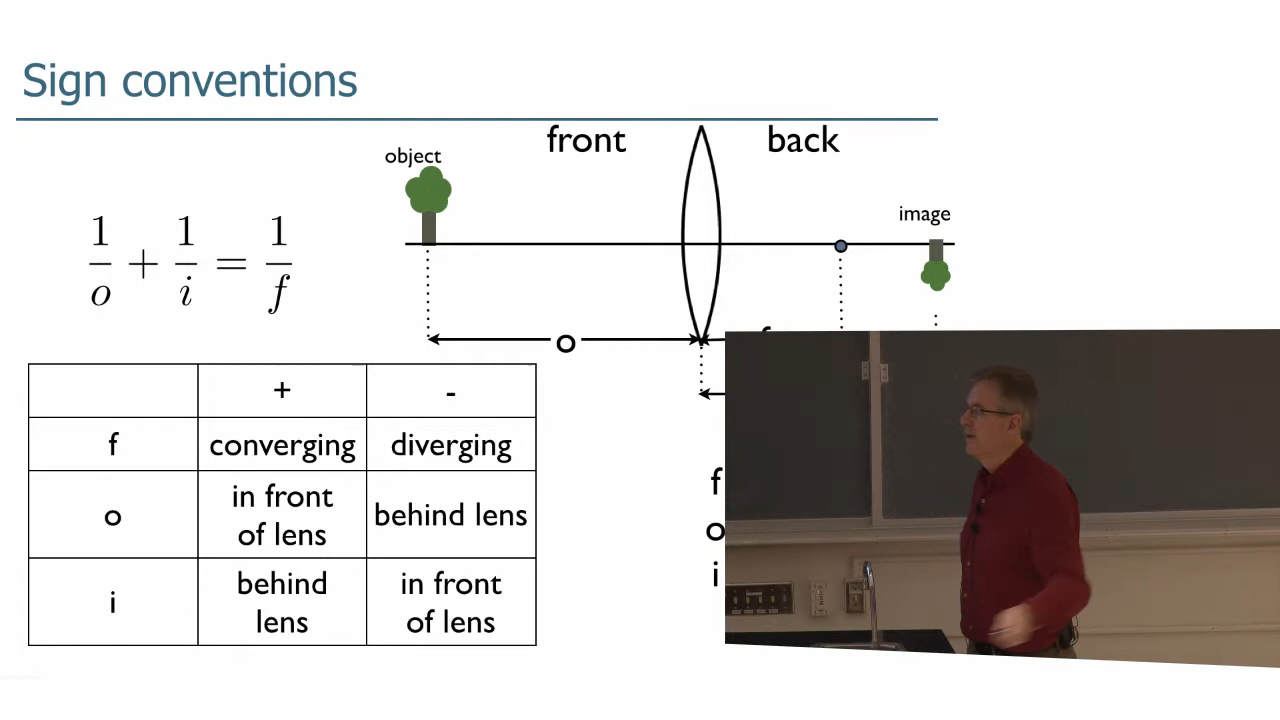 Sign conventions
front back
object
image
1/o + 1/i = 1/f
o
+ -
f converging diverging
o in front
of lens behind lens
i behind
lens in front
of lens
f
o
i